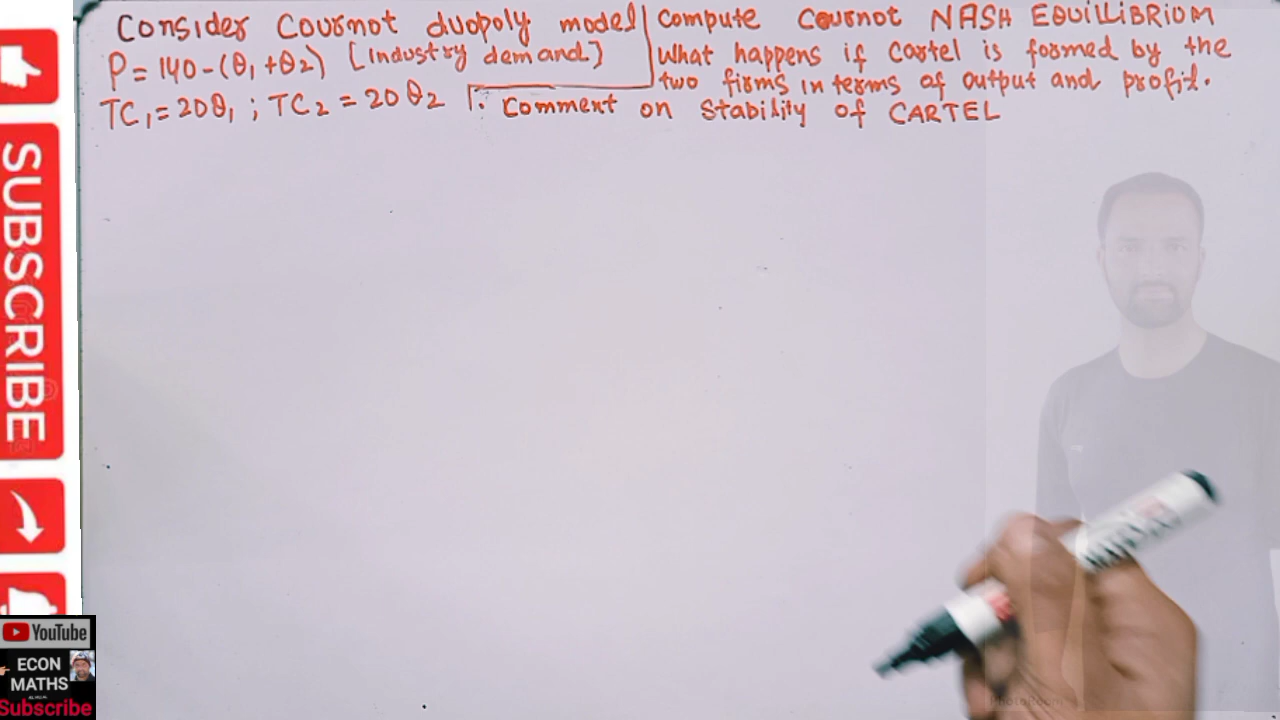 Consider Cournot duopoly model
P = 140 - (θ1 + θ2) [industry demand]
TC1 = 20θ1 ; TC2 = 20θ2
Compute Cournot NASH EQUILLIBRIUM
What happens if Cartel is formed by the
two firms in terms of output and profit.
Comment on Stability of CARTEL
SUBSCRIBE
YouTube
ECON
MATHS
Subscribe